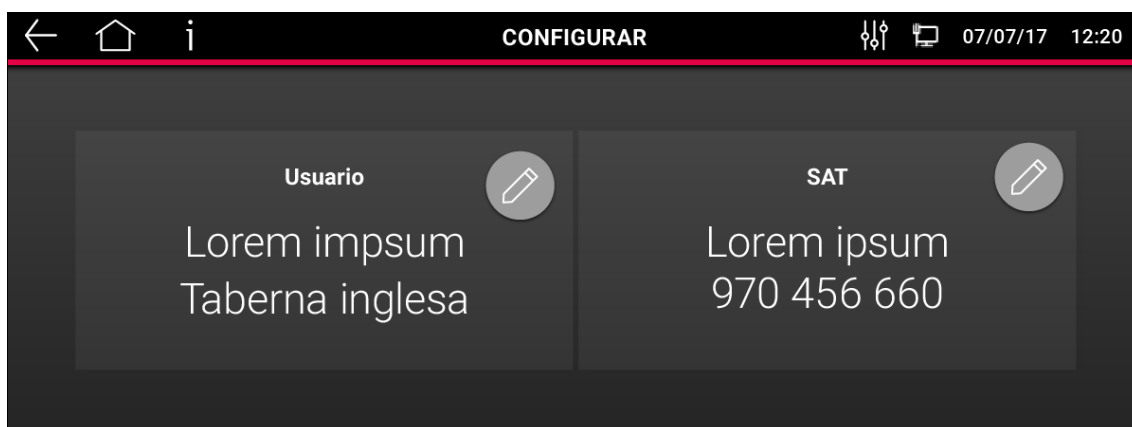 i CONFIGURAR 07/07/17 12:20
Usuario
Lorem impsum
Taberna inglesa
SAT
Lorem ipsum
970 456 660